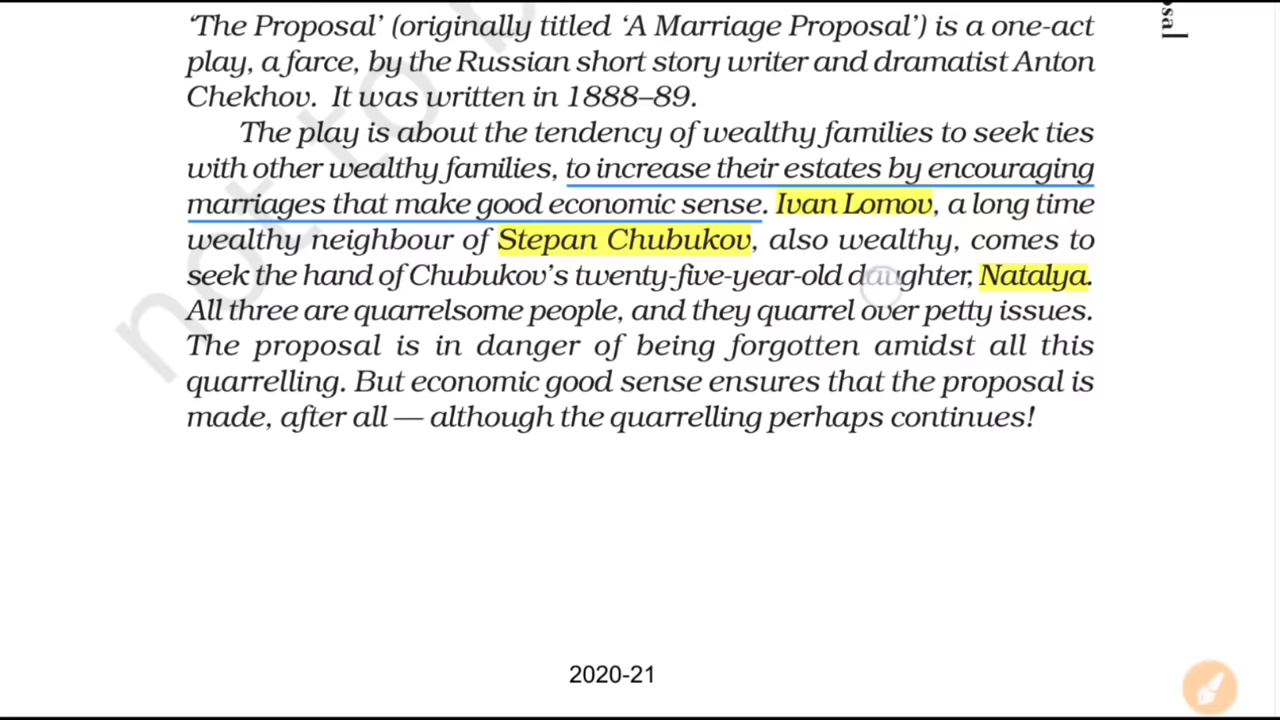 'The Proposal' (originally titled 'A Marriage Proposal') is a one-act
play, a farce, by the Russian short story writer and dramatist Anton
Chekhov. It was written in 1888–89.
The play is about the tendency of wealthy families to seek ties
with other wealthy families, to increase their estates by encouraging
marriages that make good economic sense. Ivan Lomov, a long time
wealthy neighbour of Stepan Chubukov, also wealthy, comes to
seek the hand of Chubukov's twenty-five-year-old daughter, Natalya.
All three are quarrelsome people, and they quarrel over petty issues.
The proposal is in danger of being forgotten amidst all this
quarrelling. But economic good sense ensures that the proposal is
made, after all — although the quarrelling perhaps continues!
2020-21
not to b
sal